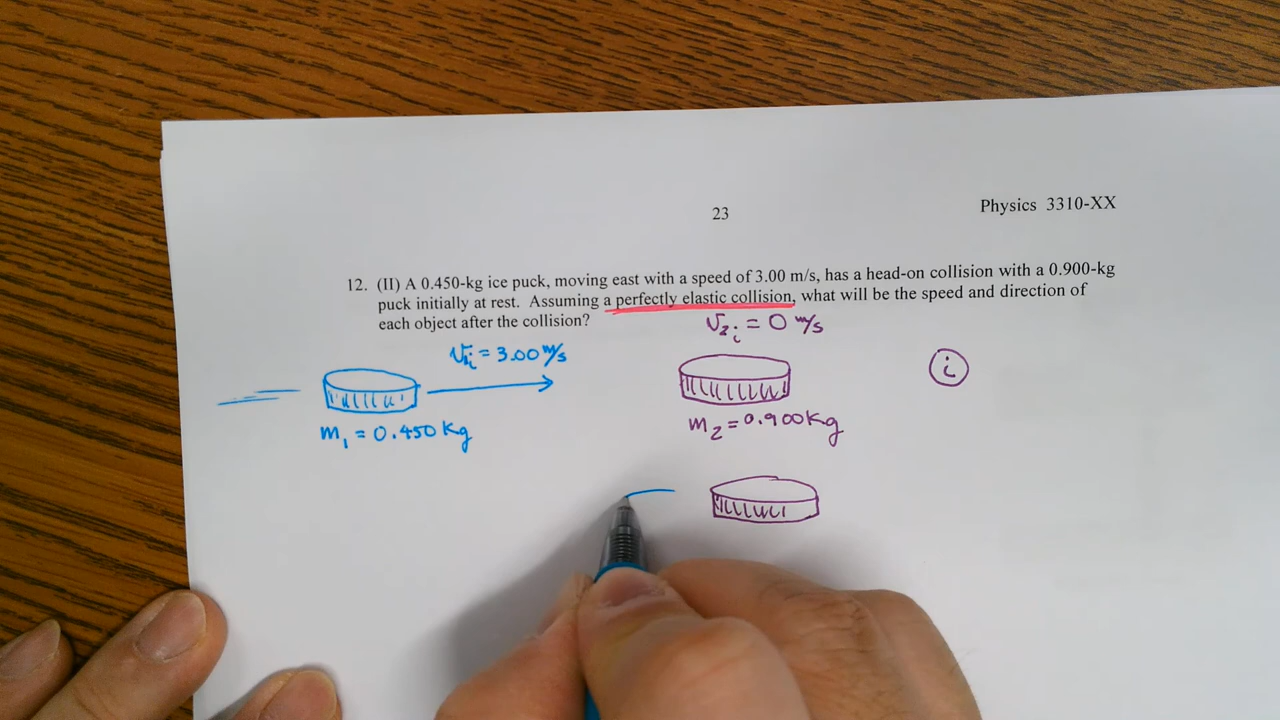 23
Physics 3310-XX
12. (II) A 0.450-kg ice puck, moving east with a speed of 3.00 m/s, has a head-on collision with a 0.900-kg
puck initially at rest. Assuming a perfectly elastic collision, what will be the speed and direction of
each object after the collision?
v₂ᵢ = 0 m/s
v₁ᵢ = 3.00 m/s
i
m₁ = 0.450 kg
m₂ = 0.900 kg